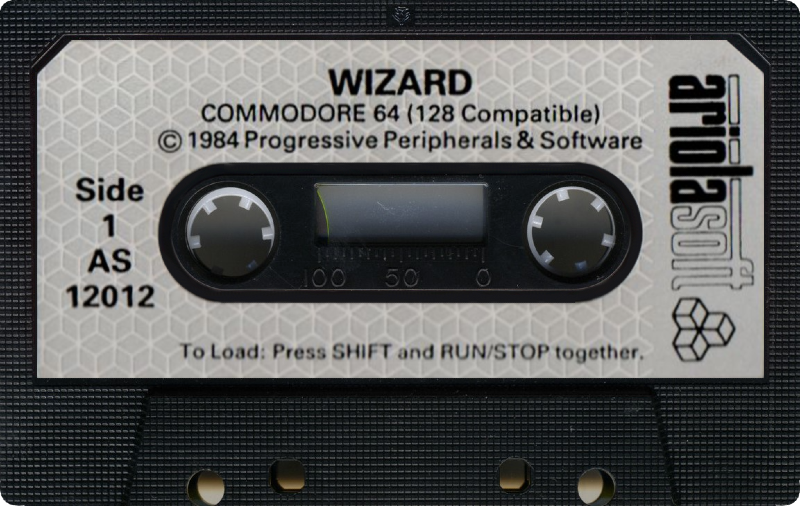 WIZARD
COMMODORE 64 (128 Compatible)
© 1984 Progressive Peripherals & Software
Side
1
AS
12012
100 50 0
To Load: Press SHIFT and RUN/STOP together.
ariolasoft